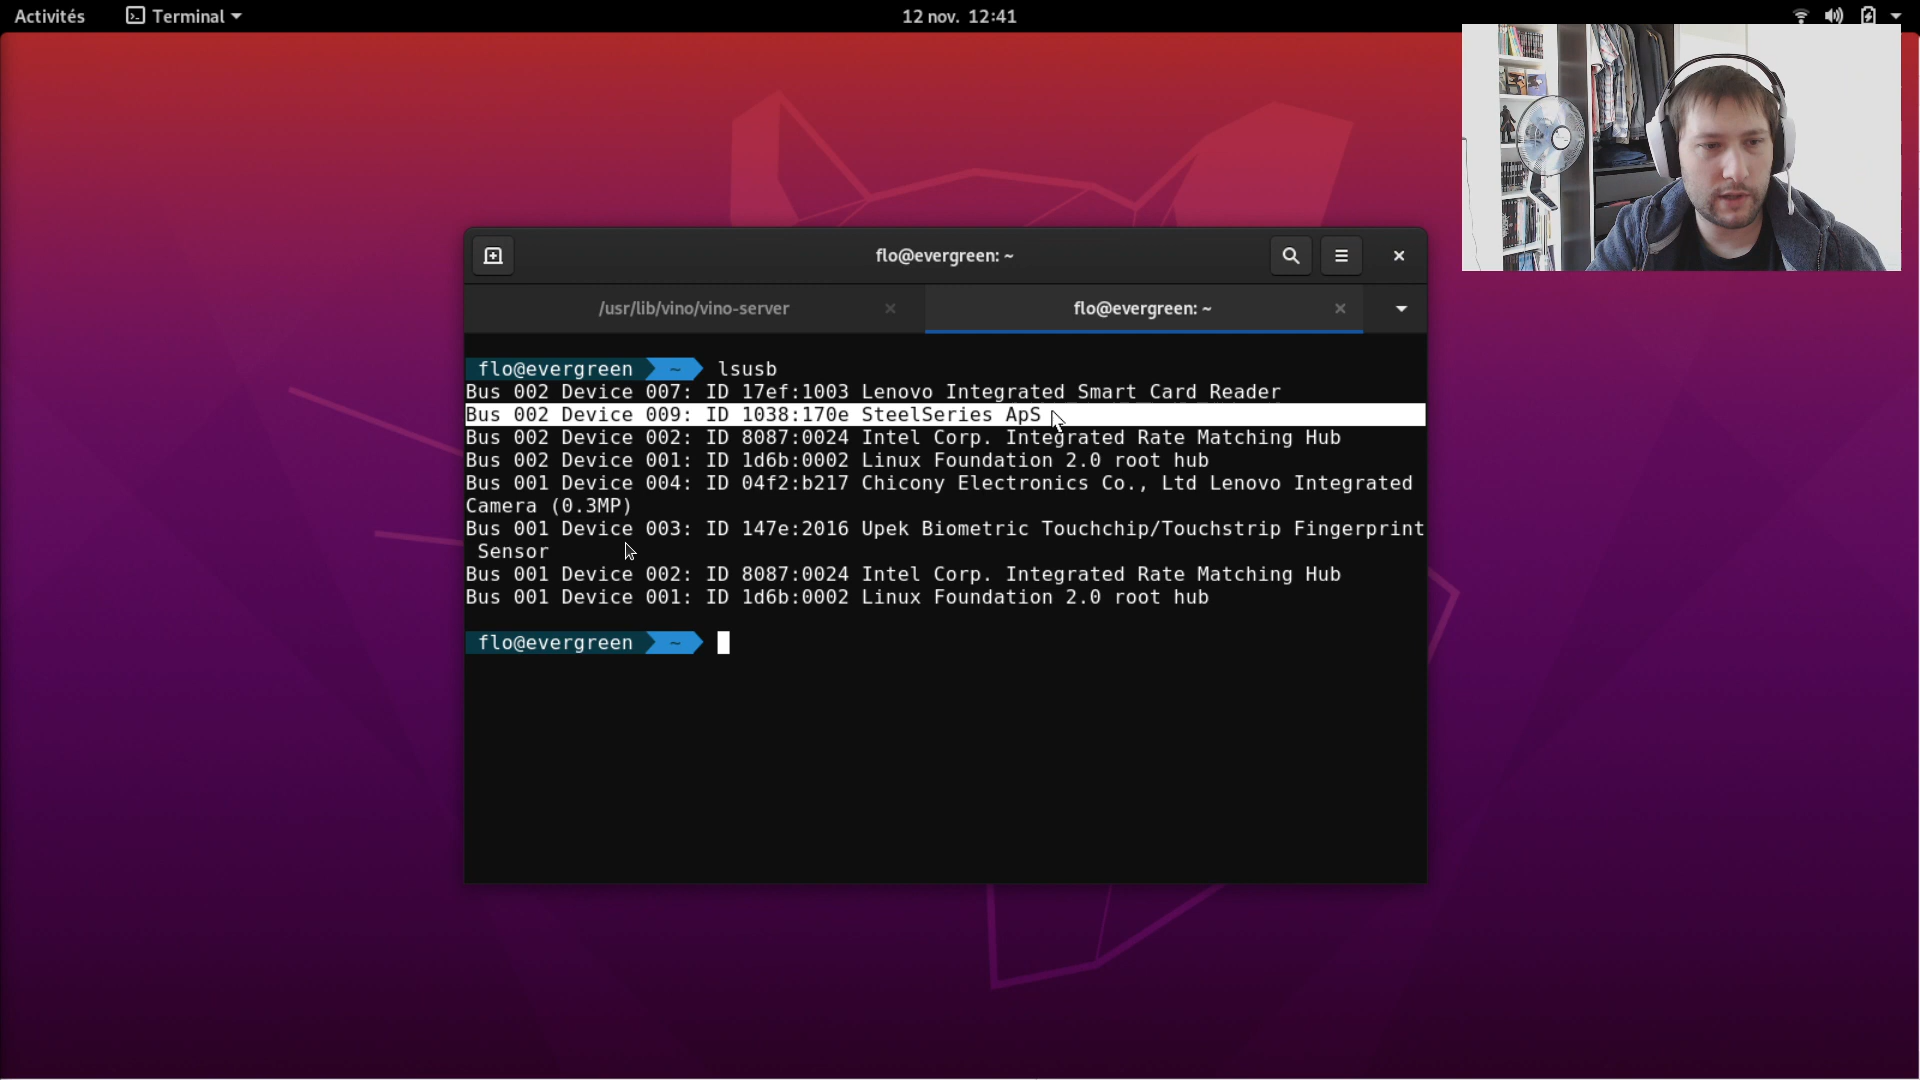 Activités
Terminal
12 nov. 12:41
flo@evergreen: ~
/usr/lib/vino/vino-server
flo@evergreen: ~
flo@evergreen ~ lsusb
Bus 002 Device 007: ID 17ef:1003 Lenovo Integrated Smart Card Reader
Bus 002 Device 009: ID 1038:170e SteelSeries ApS
Bus 002 Device 002: ID 8087:0024 Intel Corp. Integrated Rate Matching Hub
Bus 002 Device 001: ID 1d6b:0002 Linux Foundation 2.0 root hub
Bus 001 Device 004: ID 04f2:b217 Chicony Electronics Co., Ltd Lenovo Integrated
Camera (0.3MP)
Bus 001 Device 003: ID 147e:2016 Upek Biometric Touchchip/Touchstrip Fingerprint
Sensor
Bus 001 Device 002: ID 8087:0024 Intel Corp. Integrated Rate Matching Hub
Bus 001 Device 001: ID 1d6b:0002 Linux Foundation 2.0 root hub
flo@evergreen ~